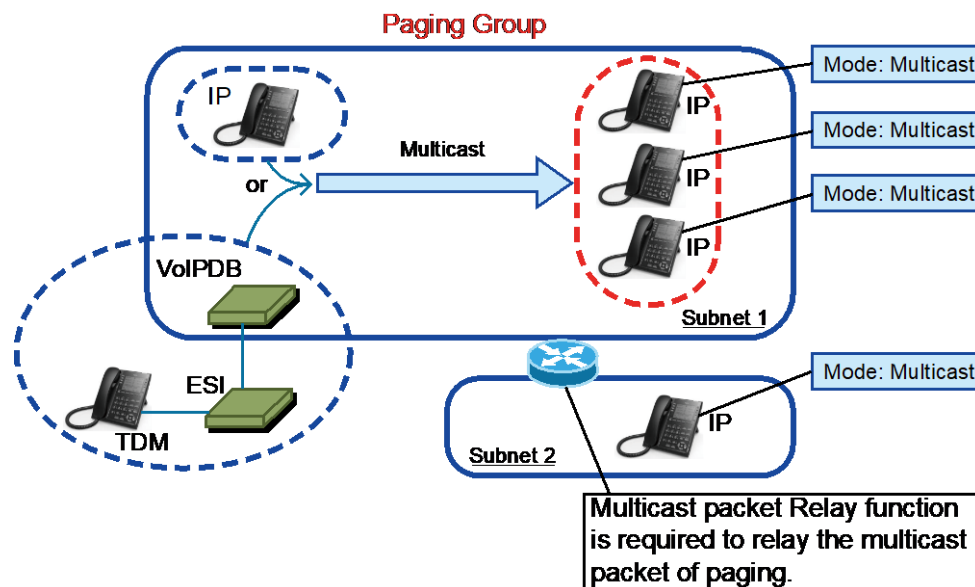 Paging Group
IP
or
Multicast
IP
IP
IP
Mode: Multicast
Mode: Multicast
Mode: Multicast
VoIPDB
ESI
TDM
Subnet 1
Subnet 2
IP
Mode: Multicast
Multicast packet Relay function
is required to relay the multicast
packet of paging.